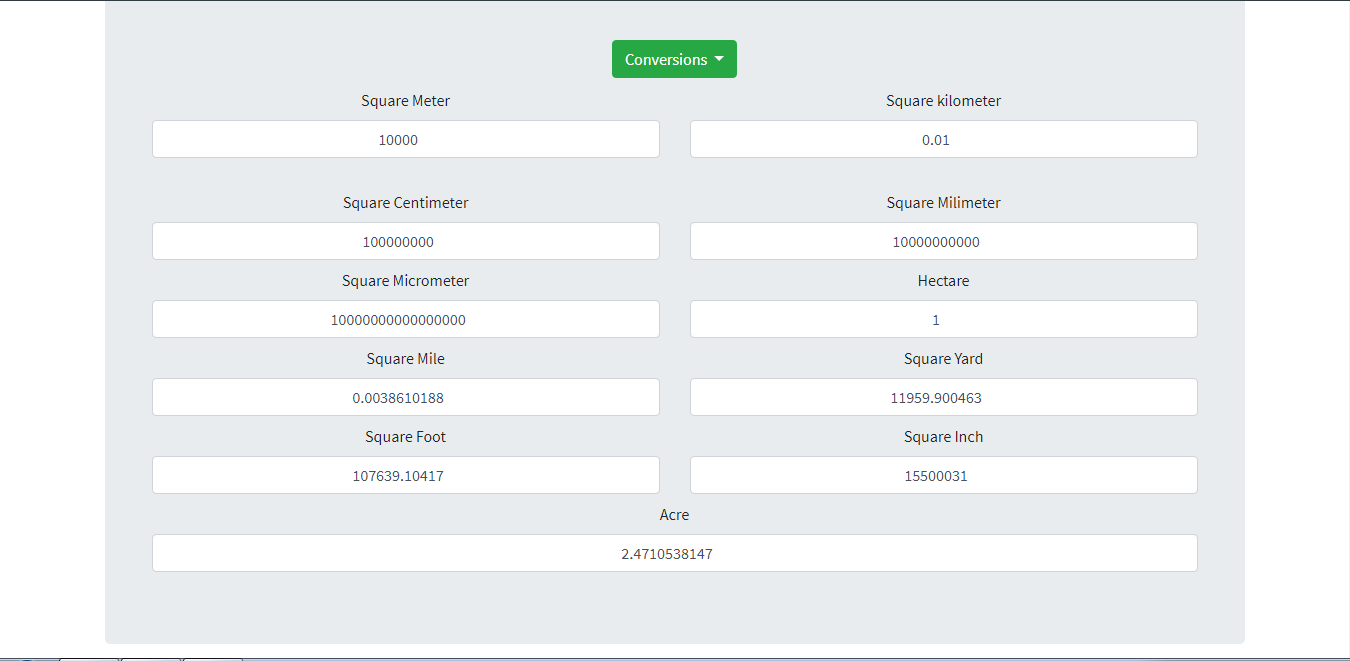 Conversions
Square Meter
Square kilometer
10000
0.01
Square Centimeter
Square Milimeter
100000000
10000000000
Square Micrometer
Hectare
10000000000000000
1
Square Mile
Square Yard
0.0038610188
11959.900463
Square Foot
Square Inch
107639.10417
15500031
Acre
2.4710538147